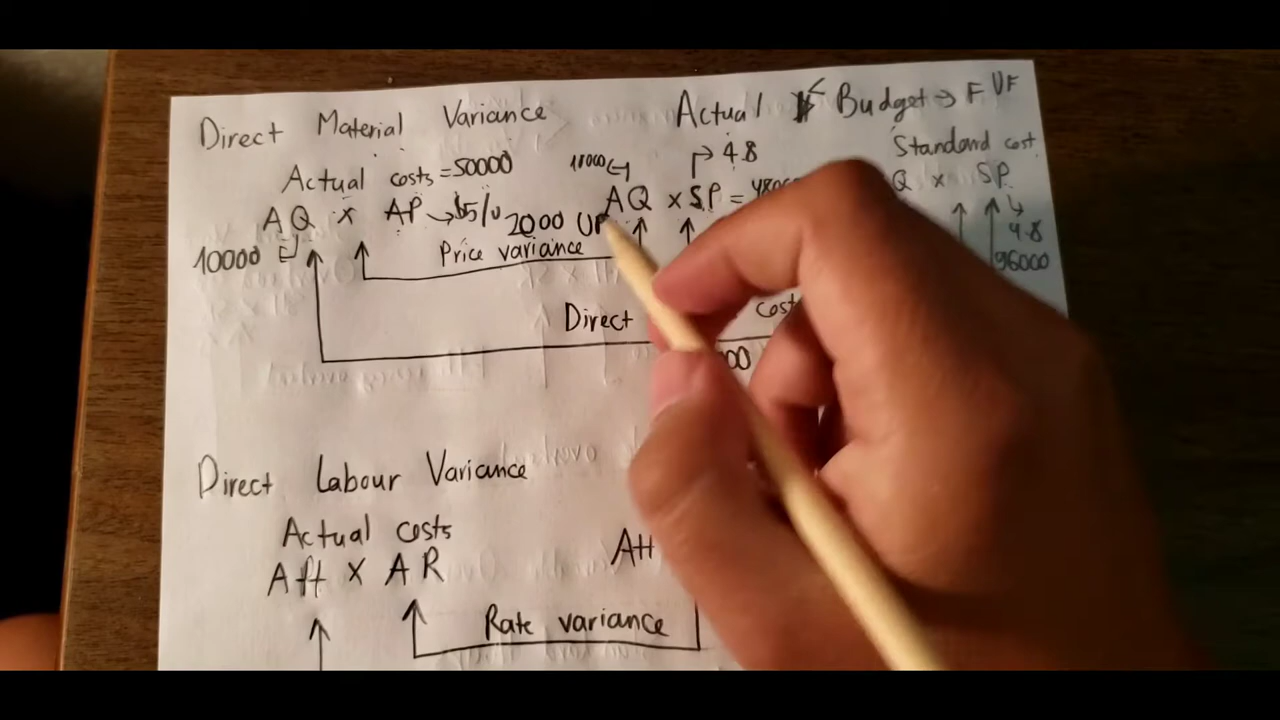 Direct Material Variance
Actual Budget → F UF
Standard cost
Actual costs = 50000
4.8
AQ × AP → $5/u
AQ × SP = 
Q × SP
10000
2000 UF
4.8
Price variance
96000
Direct cost
Direct Labour Variance
Actual costs
AH × AR
AH
Rate variance